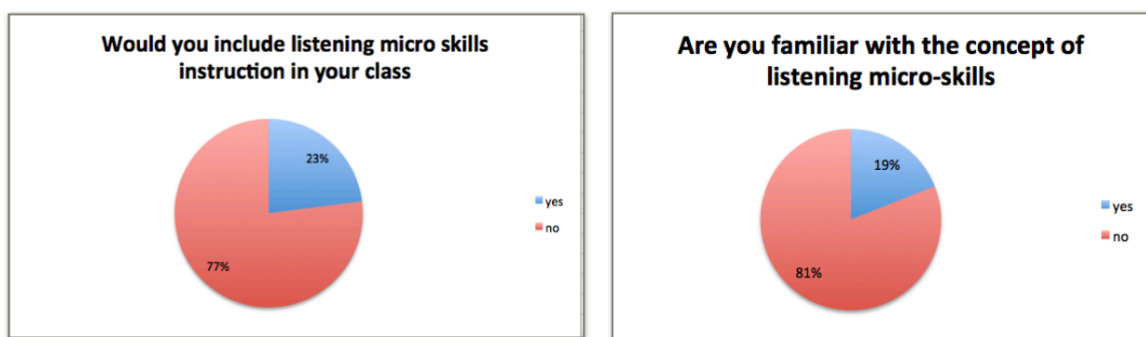 Would you include listening micro skills
instruction in your class
23%
77%
yes
no
Are you familiar with the concept of
listening micro-skills
19%
81%
yes
no